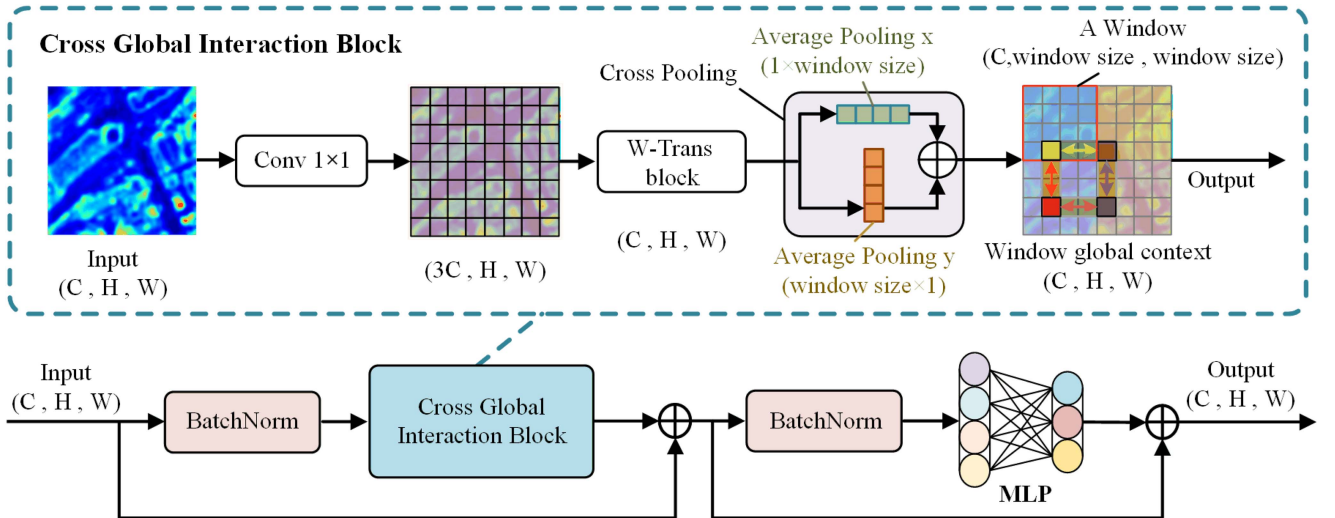 Cross Global Interaction Block
Input
(C , H , W)
Conv 1×1
(3C , H , W)
W-Trans
block
(C , H , W)
Cross Pooling
Average Pooling x
(1×window size)
Average Pooling y
(window size×1)
A Window
(C,window size , window size)
Window global context
(C , H , W)
Output
Input
(C , H , W)
BatchNorm
Cross Global
Interaction Block
BatchNorm
MLP
Output
(C , H , W)